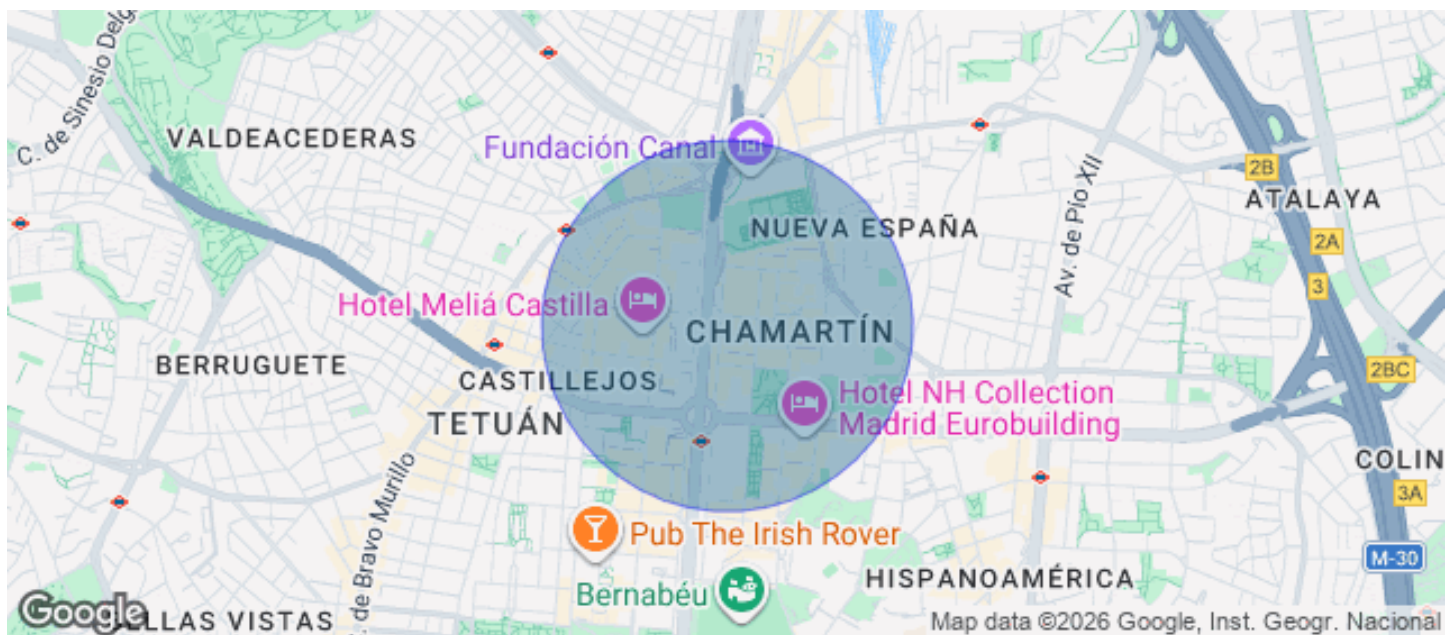 C. de Sinesio Delg
VALDEACEDERAS
Fundación Canal
Av. de Pío XII
2B
ATALAYA
NUEVA ESPAÑA
2A
3
Hotel Meliá Castilla
CHAMARTÍN
BERRUGUETE
CASTILLEJOS
2BC
Hotel NH Collection
Madrid Eurobuilding
TETUÁN
COLIN
3A
. de Bravo Murillo
Pub The Irish Rover
M-30
Bernabéu
HISPANOAMÉRICA
Google
LLAS VISTAS
Map data ©2026 Google, Inst. Geogr. Nacional